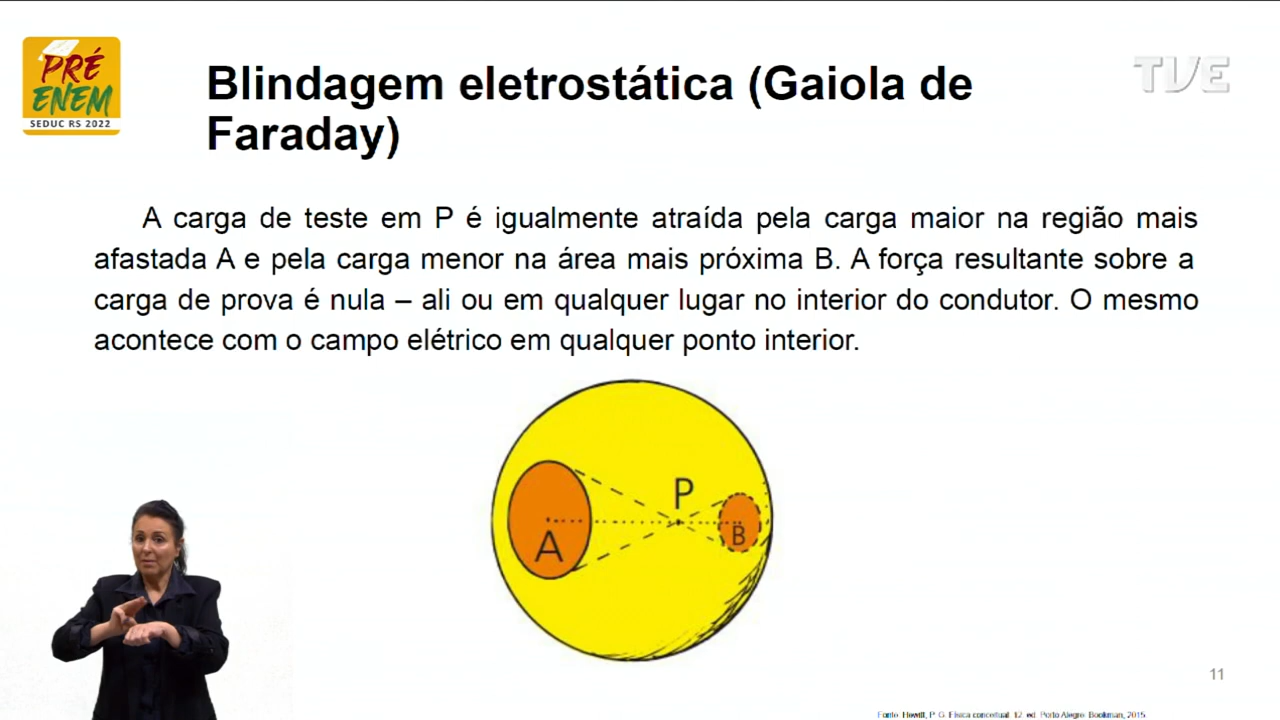 PRÉ
ENEM
SEDUC RS 2022
TVE
Blindagem eletrostática (Gaiola de
Faraday)
A carga de teste em P é igualmente atraída pela carga maior na região mais
afastada A e pela carga menor na área mais próxima B. A força resultante sobre a
carga de prova é nula – ali ou em qualquer lugar no interior do condutor. O mesmo
acontece com o campo elétrico em qualquer ponto interior.
P
A
B
11
Fonte: Hewitt, P. G. Física conceitual. 12. ed. Porto Alegre: Bookman, 2015